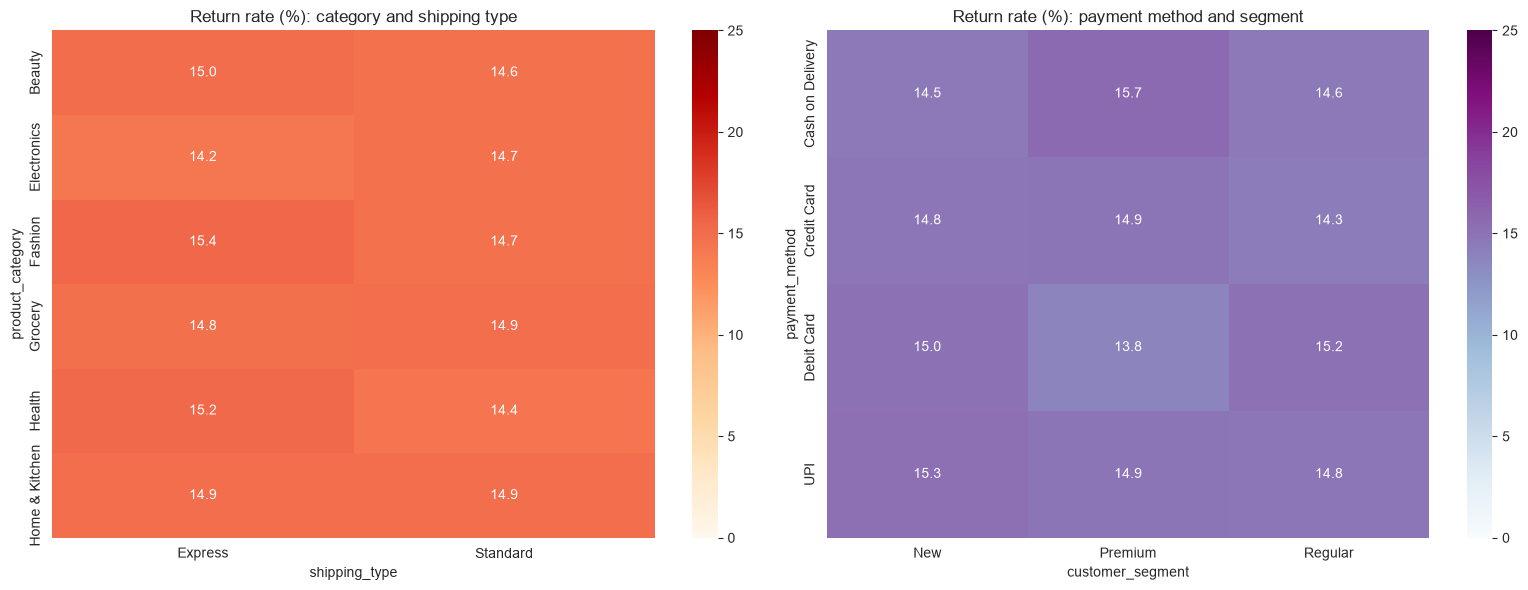 Return rate (%): category and shipping type
product_category
Beauty
15.0 14.6
Electronics
14.2 14.7
Fashion
15.4 14.7
Grocery
14.8 14.9
Health
15.2 14.4
Home & Kitchen
14.9 14.9
Express Standard
shipping_type
25
20
15
10
5
0
Return rate (%): payment method and segment
payment_method
Cash on Delivery
14.5 15.7 14.6
Credit Card
14.8 14.9 14.3
Debit Card
15.0 13.8 15.2
UPI
15.3 14.9 14.8
New Premium Regular
customer_segment
25
20
15
10
5
0